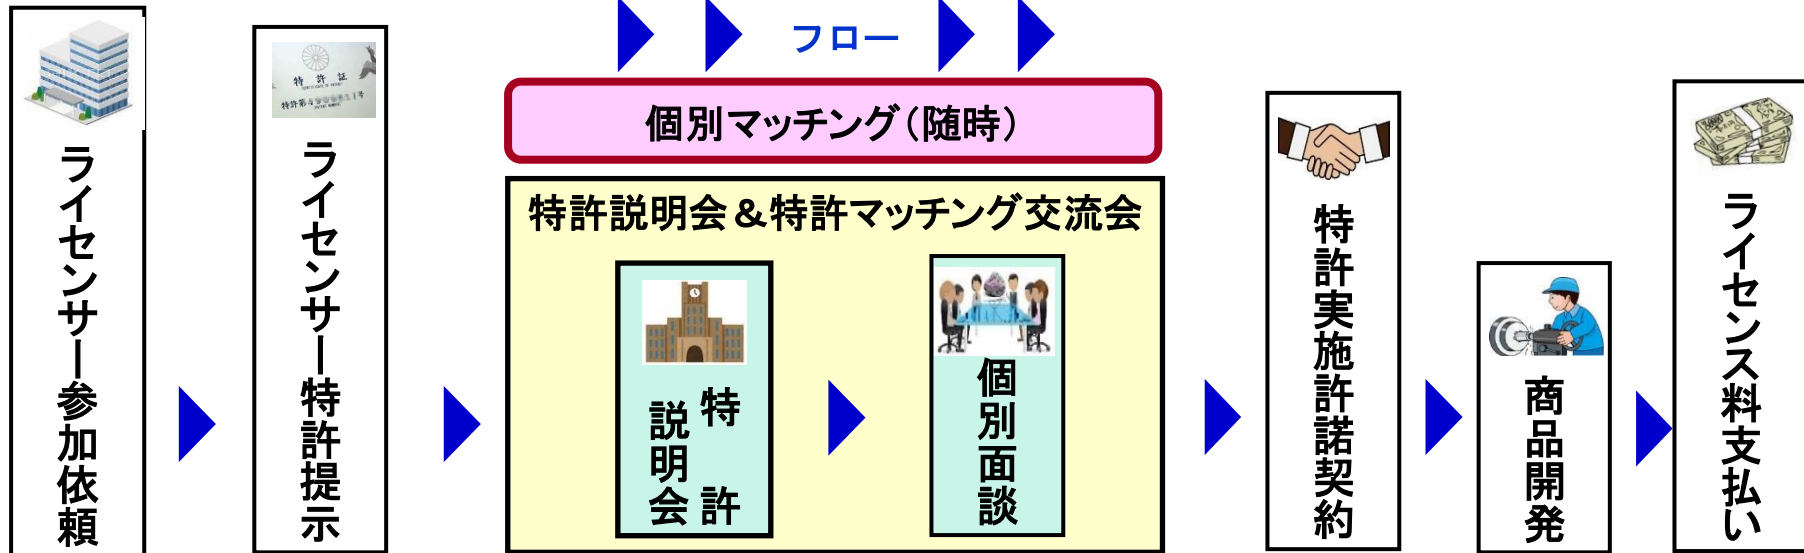 フロー
ライセンサー参加依頼
特許証
ライセンサー特許提示
個別マッチング（随時）
特許説明会＆特許マッチング交流会
特許
説明会
個別面談
特許実施許諾契約
商品開発
ライセンス料支払い